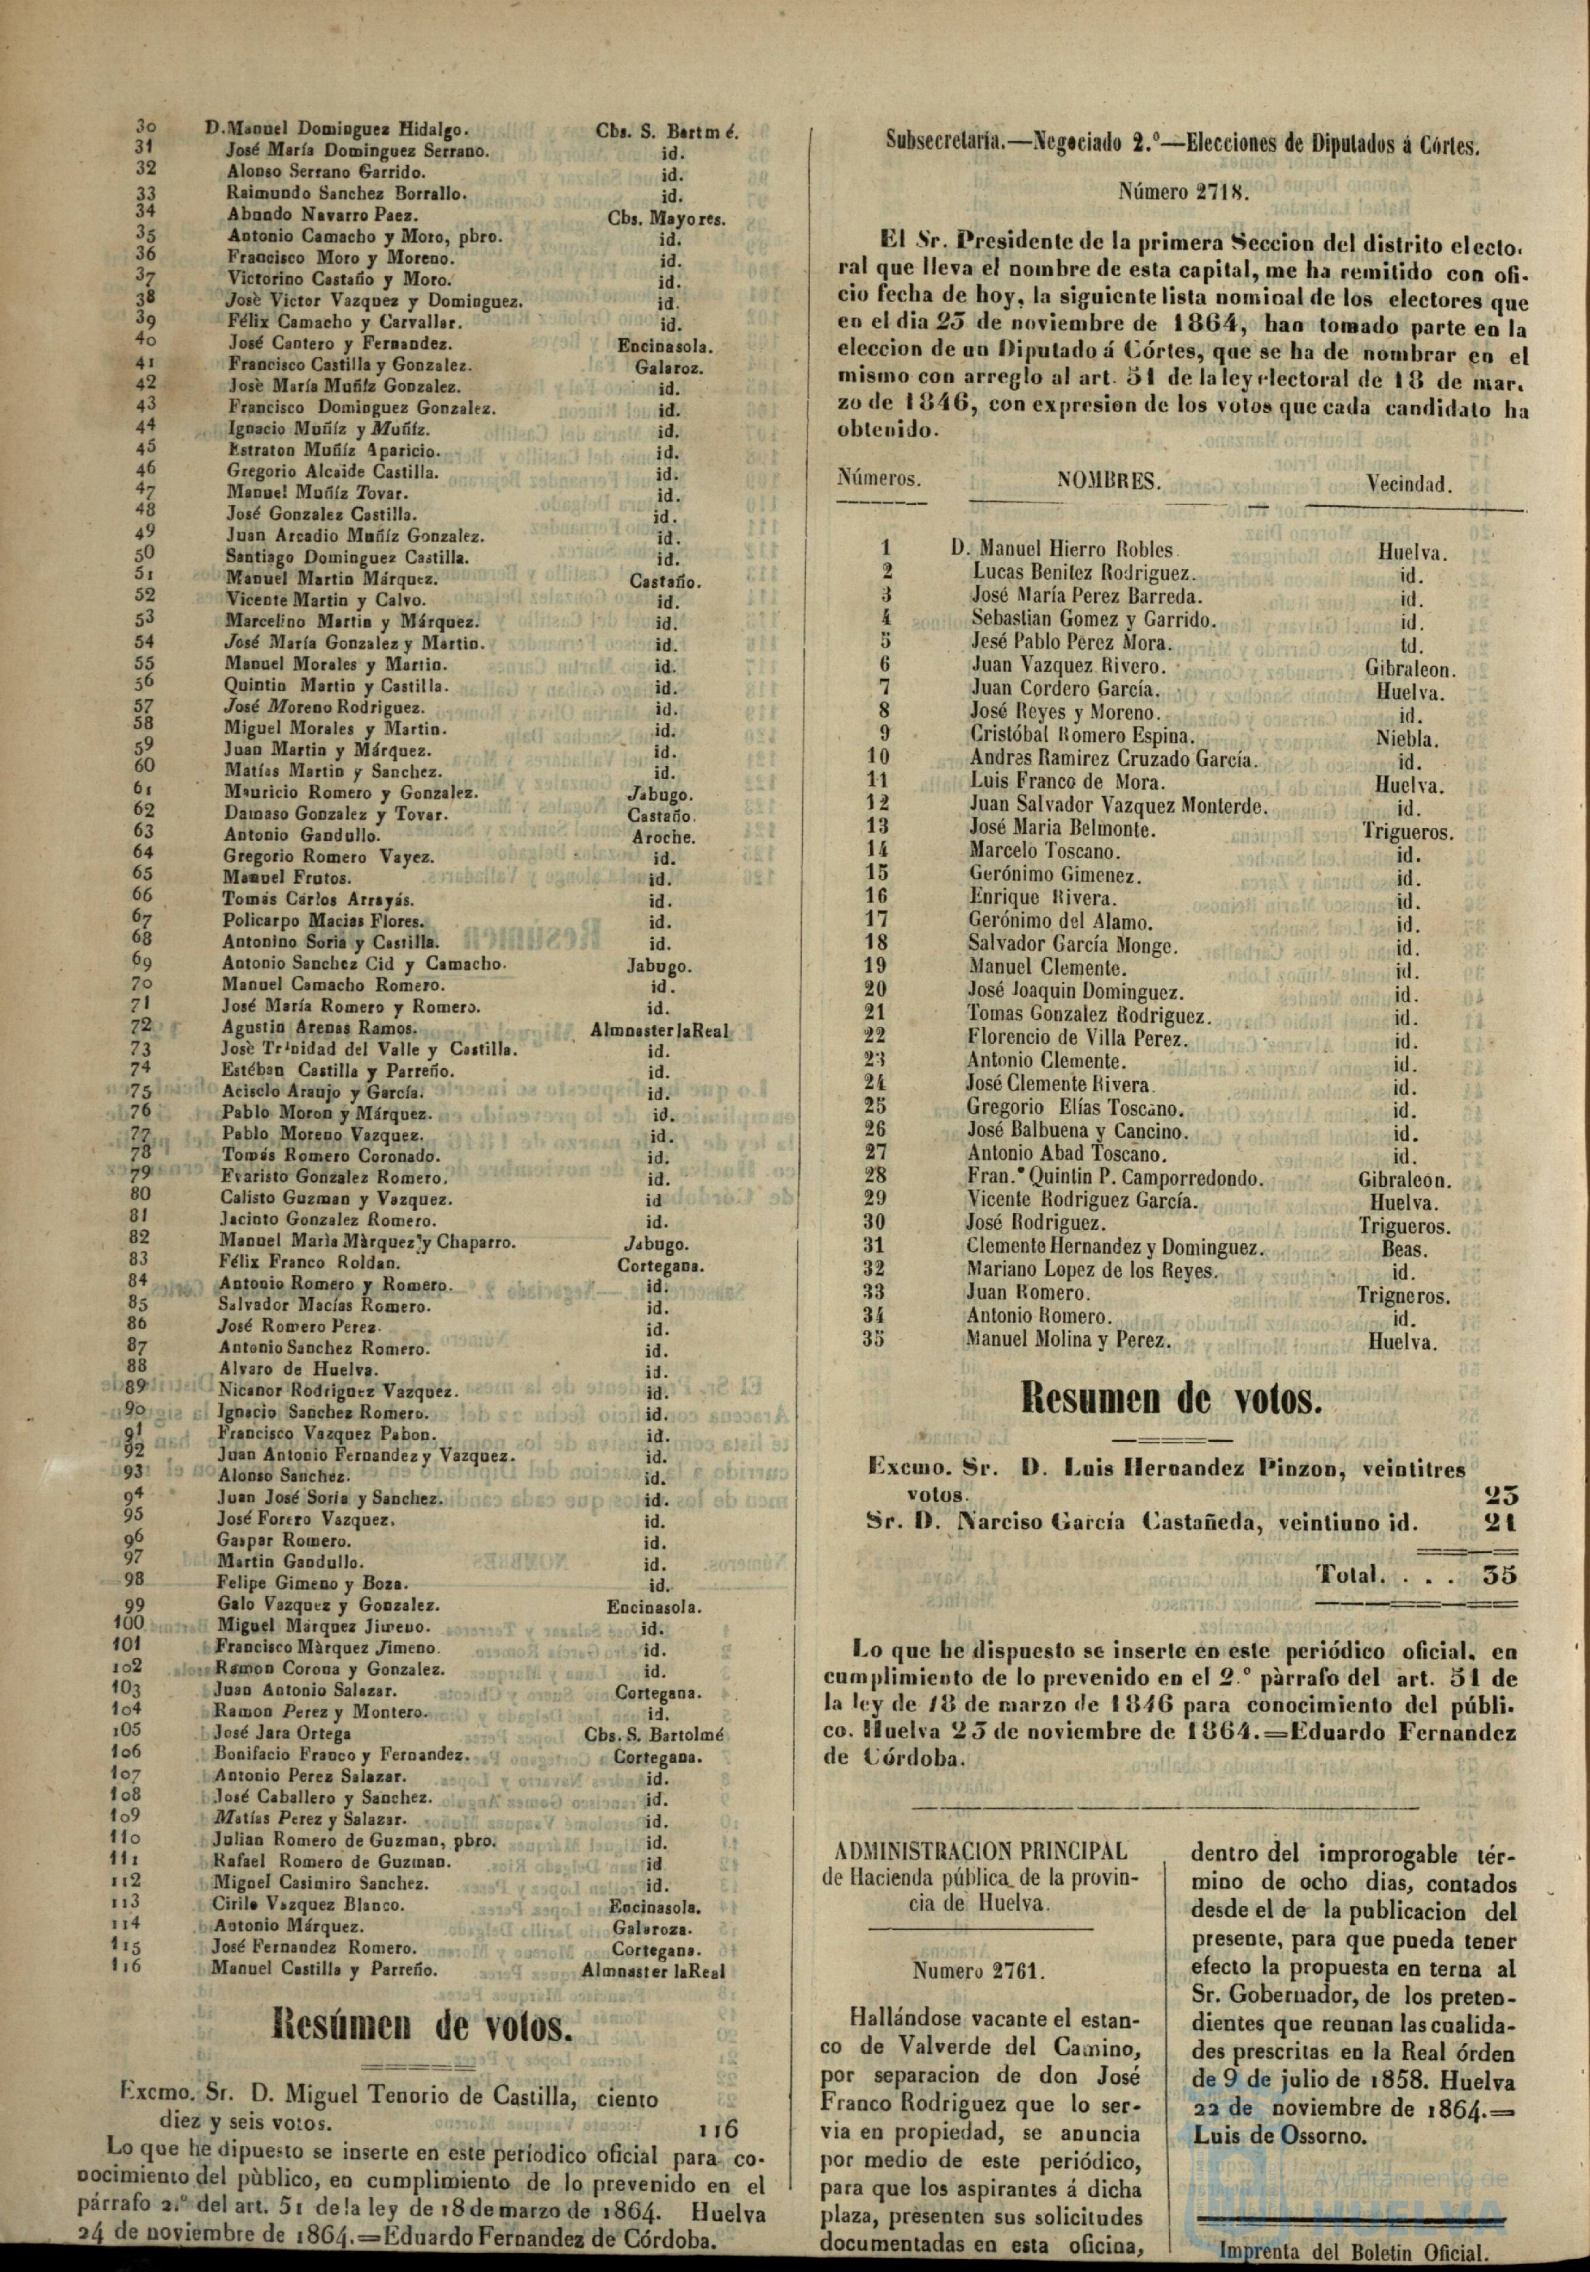 30 D. Manuel Dominguez Hidalgo. Cbs. S. Bartmé.
31 José María Dominguez Serrano. id.
32 Alonso Serrano Garrido. id.
33 Raimundo Sanchez Borrallo. id.
34 Abundo Navarro Paez. Cbs. Mayores.
35 Antonio Camacho y Moro, pbro. id.
36 Francisco Moro y Moreno. id.
37 Victorino Castaño y Moro. id.
38 Josè Victor Vazquez y Dominguez. id.
39 Félix Camacho y Carvallar. id.
40 José Cantero y Fernandez. Encinasola.
41 Francisco Castilla y Gonzalez. Galaroz.
42 Josè María Muñíz Gonzalez. id.
43 Francisco Dominguez Gonzalez. id.
44 Ignacio Muñíz y Muñíz. id.
45 Estraton Muñíz Aparicio. id.
46 Gregorio Alcaide Castilla. id.
47 Manuel Muñíz Tovar. id.
48 José Gonzalez Castilla. id.
49 Juan Arcadio Muñíz Gonzalez. id.
50 Santiago Dominguez Castilla. id.
51 Manuel Martin Márquez. Castaño.
52 Vicente Martin y Calvo. id.
53 Marcelino Martin y Márquez. id.
54 José María Gonzalez y Martin. id.
55 Manuel Morales y Martin. id.
56 Quintin Martin y Castilla. id.
57 José Moreno Rodriguez. id.
58 Miguel Morales y Martin. id.
59 Juan Martin y Márquez. id.
60 Matías Martin y Sanchez. id.
61 Mauricio Romero y Gonzalez. Jabugo.
62 Damaso Gonzalez y Tovar. Castaño.
63 Antonio Gandullo. Aroche.
64 Gregorio Romero Vayez. id.
65 Manuel Frutos. id.
66 Tomás Carlos Arrayás. id.
67 Policarpo Macias Flores. id.
68 Antonino Soria y Castilla. id.
69 Antonio Sanchez Cid y Camacho. Jabugo.
70 Manuel Camacho Romero. id.
71 José María Romero y Romero. id.
72 Agustin Arenas Ramos. Almnaster la Real
73 Josè Trinidad del Valle y Castilla. id.
74 Estéban Castilla y Parreño. id.
75 Acisclo Araujo y García. id.
76 Pablo Moron y Márquez. id.
77 Pablo Moreno Vazquez. id.
78 Tomás Romero Coronado. id.
79 Evaristo Gonzalez Romero. id.
80 Calisto Guzman y Vazquez. id
81 Jacinto Gonzalez Romero. id.
82 Manuel Marìa Màrquez y Chaparro. Jabugo.
83 Félix Franco Roldan. Cortegana.
84 Antonio Romero y Romero. id.
85 Salvador Macías Romero. id.
86 José Romero Perez. id.
87 Antonio Sanchez Romero. id.
88 Alvaro de Huelva. id.
89 Nicanor Rodriguez Vazquez. id.
90 Ignacio Sanchez Romero. id.
91 Francisco Vazquez Pabon. id.
92 Juan Antonio Fernandez y Vazquez. id.
93 Alonso Sanchez. id.
94 Juan José Soria y Sanchez. id.
95 José Forero Vazquez. id.
96 Gaspar Romero. id.
97 Martin Gandullo. id.
98 Felipe Gimeno y Boza. id.
99 Galo Vazquez y Gonzalez. Encinasola.
100 Miguel Marquez Jimeno. id.
101 Francisco Màrquez Jimeno. id.
102 Ramon Corona y Gonzalez. id.
103 Juan Antonio Salazar. Cortegana.
104 Ramon Perez y Montero. id.
105 José Jara Ortega Cbs. S. Bartolmé
106 Bonifacio Franco y Fernandez. Cortegana.
107 Antonio Perez Salazar. id.
108 José Caballero y Sanchez. id.
109 Matías Perez y Salazar. id.
110 Julian Romero de Guzman, pbro. id.
111 Rafael Romero de Guzman. id
112 Miguel Casimiro Sanchez. id.
113 Cirilo Vazquez Blanco. Encinasola.
114 Antonio Márquez. Galaroza.
115 José Fernandez Romero. Cortegana.
116 Manuel Castilla y Parreño. Almnaster la Real
Resúmen de votos.
Excmo. Sr. D. Miguel Tenorio de Castilla, ciento
diez y seis votos. 116
Lo que he dipuesto se inserte en este períodico oficial para co-
nocimiento del pùblico, en cumplimiento de lo prevenido en el
párrafo 2.º del art. 51 de la ley de 18 de marzo de 1864. Huelva
24 de noviembre de 1864.=Eduardo Fernandez de Córdoba.
Subsecretaría.—Negociado 2.º—Elecciones de Diputados á Córtes.
Número 2718.
El Sr. Presidente de la primera Seccion del distrito electo-
ral que lleva el nombre de esta capital, me ha remitido con ofi-
cio fecha de hoy, la siguiente lista nominal de los electores que
en el dia 23 de noviembre de 1864, han tomado parte en la
eleccion de un Diputado á Córtes, que se ha de nombrar en el
mismo con arreglo al art. 51 de la ley electoral de 18 de mar-
zo de 1846, con expresion de los votos que cada candidato ha
obtenido.
Números. NOMBRES. Vecindad.
1 D. Manuel Hierro Robles. Huelva.
2 Lucas Benitez Rodriguez. id.
3 José María Perez Barreda. id.
4 Sebastian Gomez y Garrido. id.
5 Jesé Pablo Perez Mora. td.
6 Juan Vazquez Rivero. Gibraleon.
7 Juan Cordero García. Huelva.
8 José Reyes y Moreno. id.
9 Cristóbal Romero Espina. Niebla.
10 Andres Ramirez Cruzado García. id.
11 Luis Franco de Mora. Huelva.
12 Juan Salvador Vazquez Monterde. id.
13 José Maria Belmonte. Trigueros.
14 Marcelo Toscano. id.
15 Gerónimo Gimenez. id.
16 Enrique Rivera. id.
17 Gerónimo del Alamo. id.
18 Salvador García Monge. id.
19 Manuel Clemente. id.
20 José Joaquin Dominguez. id.
21 Tomas Gonzalez Rodriguez. id.
22 Florencio de Villa Perez. id.
23 Antonio Clemente. id.
24 José Clemente Rivera. id.
25 Gregorio Elías Toscano. id.
26 José Balbuena y Cancino. id.
27 Antonio Abad Toscano. id.
28 Fran.º Quintin P. Camporredondo. Gibraleon.
29 Vicente Rodriguez García. Huelva.
30 José Rodriguez. Trigueros.
31 Clemente Hernandez y Dominguez. Beas.
32 Mariano Lopez de los Reyes. id.
33 Juan Romero. Trigneros.
34 Antonio Romero. id.
35 Manuel Molina y Perez. Huelva.
Resumen de votos.
Excmo. Sr. D. Luis Hernandez Pinzon, veintitres
votos. 23
Sr. D. Narciso García Castañeda, veintiuno id. 21
Total. . . . 35
Lo que he dispuesto se inserte en este periódico oficial, en
cumplimiento de lo prevenido en el 2.º pàrrafo del art. 51 de
la ley de 18 de marzo de 1846 para conocimiento del públi-
co. Huelva 23 de noviembre de 1864.=Eduardo Fernandez
de Córdoba.
ADMINISTRACION PRINCIPAL
de Hacienda pública de la provin-
cia de Huelva.
Numero 2761.
Hallándose vacante el estan-
co de Valverde del Camino,
por separacion de don José
Franco Rodriguez que lo ser-
via en propiedad, se anuncia
por medio de este periódico,
para que los aspirantes á dicha
plaza, presenten sus solicitudes
documentadas en esta oficina,
dentro del improrogable tér-
mino de ocho dias, contados
desde el de la publicacion del
presente, para que pueda tener
efecto la propuesta en terna al
Sr. Gobernador, de los preten-
dientes que reunan las cualida-
des prescritas en la Real órden
de 9 de julio de 1858. Huelva
22 de noviembre de 1864.=
Luis de Ossorno.
Ayuntamiento de
HUELVA
Imprenta del Boletin Oficial.